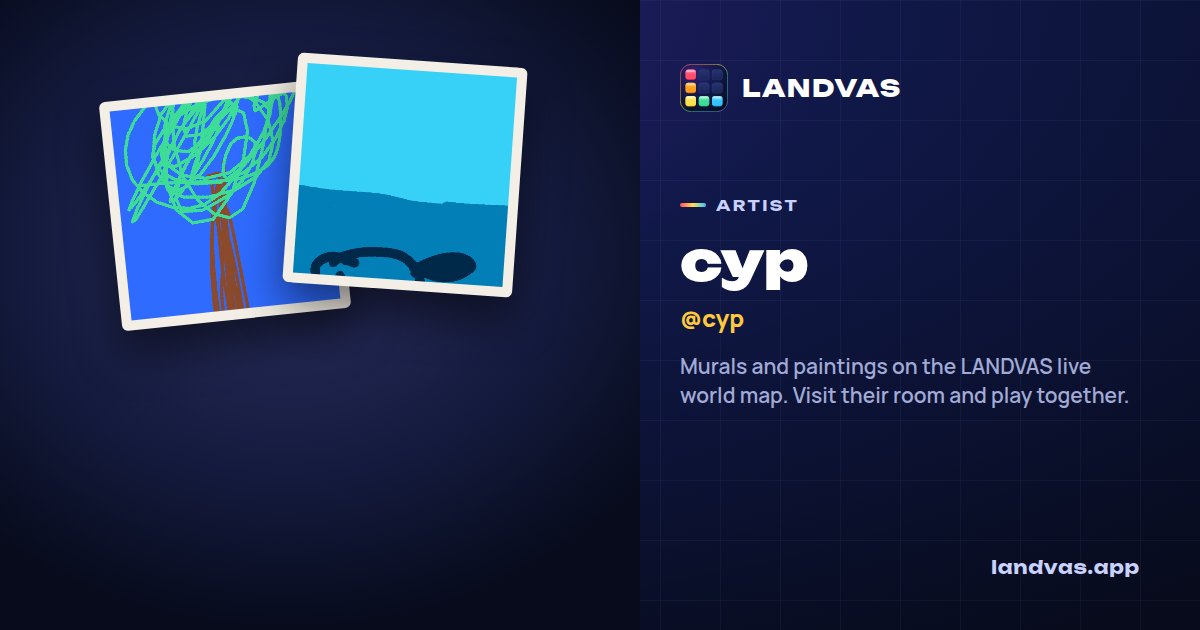 LANDVAS
ARTIST
cyp
@cyp
Murals and paintings on the LANDVAS live
world map. Visit their room and play together.
landvas.app